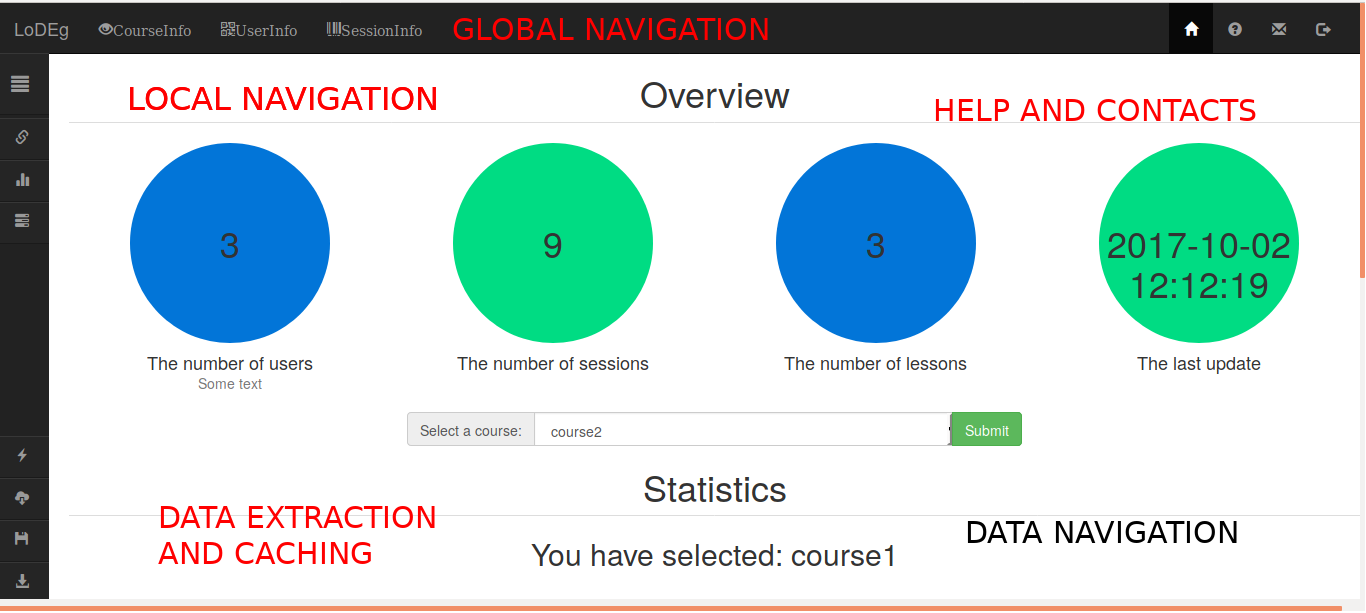 LoDEg CourseInfo UserInfo SessionInfo GLOBAL NAVIGATION
LOCAL NAVIGATION
Overview
HELP AND CONTACTS
3 9 3 2017-10-02
12:12:19
The number of users The number of sessions The number of lessons The last update
Some text
Select a course: course2 Submit
Statistics
DATA EXTRACTION
AND CACHING
DATA NAVIGATION
You have selected: course1